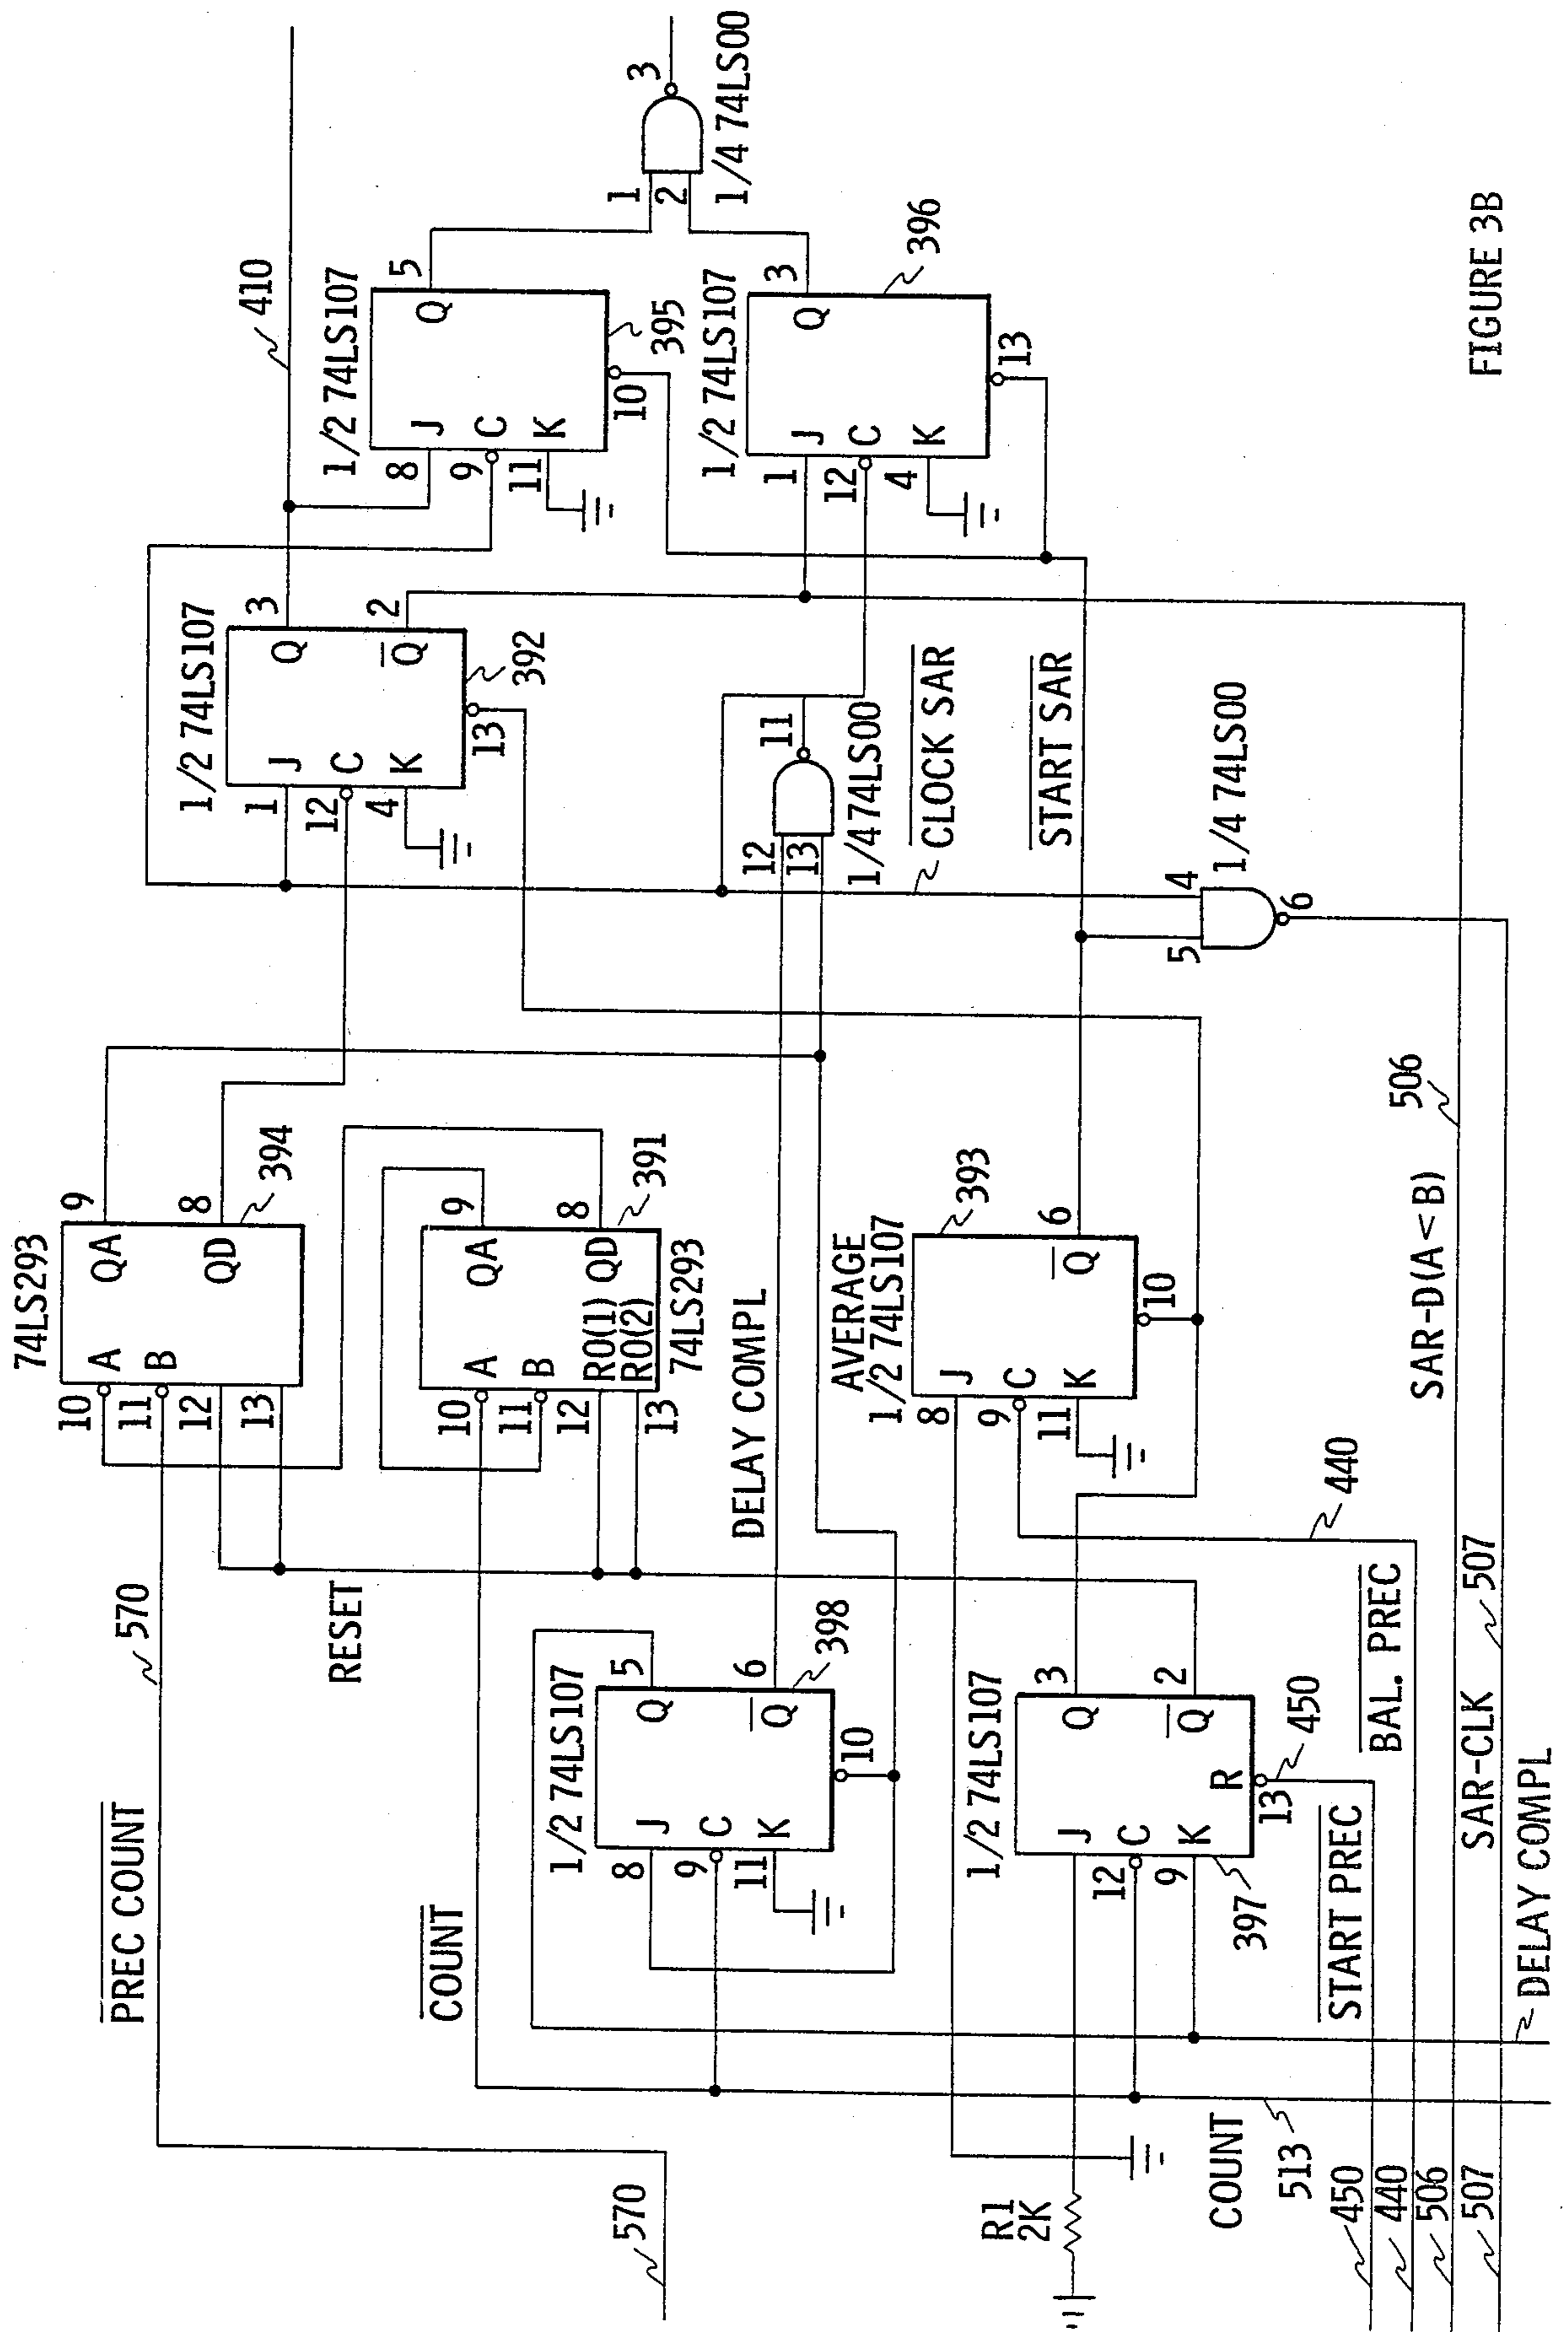 FIGURE 3B
410
3
1/4 74LS00
1
2
1/2 74LS107
5
Q
J
C
K
8
9
11
10
395
1/2 74LS107
3
Q
J
C
K
1
12
4
13
396
1/2 74LS107
3
Q
2
Q
J
C
K
1
12
4
13
392
11
12
13
1/4 74LS00
CLOCK SAR
START SAR
4
5
6
1/4 74LS00
74LS293
9
QA
8
QD
394
A
B
10
11
12
13
9
QA
8
QD
391
A
B
RO(1)
RO(2)
10
11
12
13
74LS293
DELAY COMPL
AVERAGE
1/2 74LS107
393
6
Q
J
C
K
8
9
11
10
506
SAR-D(A<B)
440
570
RESET
1/2 74LS107
5
Q
6
Q
398
J
C
K
8
9
11
10
1/2 74LS107
3
Q
2
Q
J
C
K
R
12
9
13
450
397
BAL. PREC
SAR-CLK
507
START PREC
DELAY COMPL
PREC COUNT
COUNT
570
R1
2K
COUNT
513
450
440
506
507